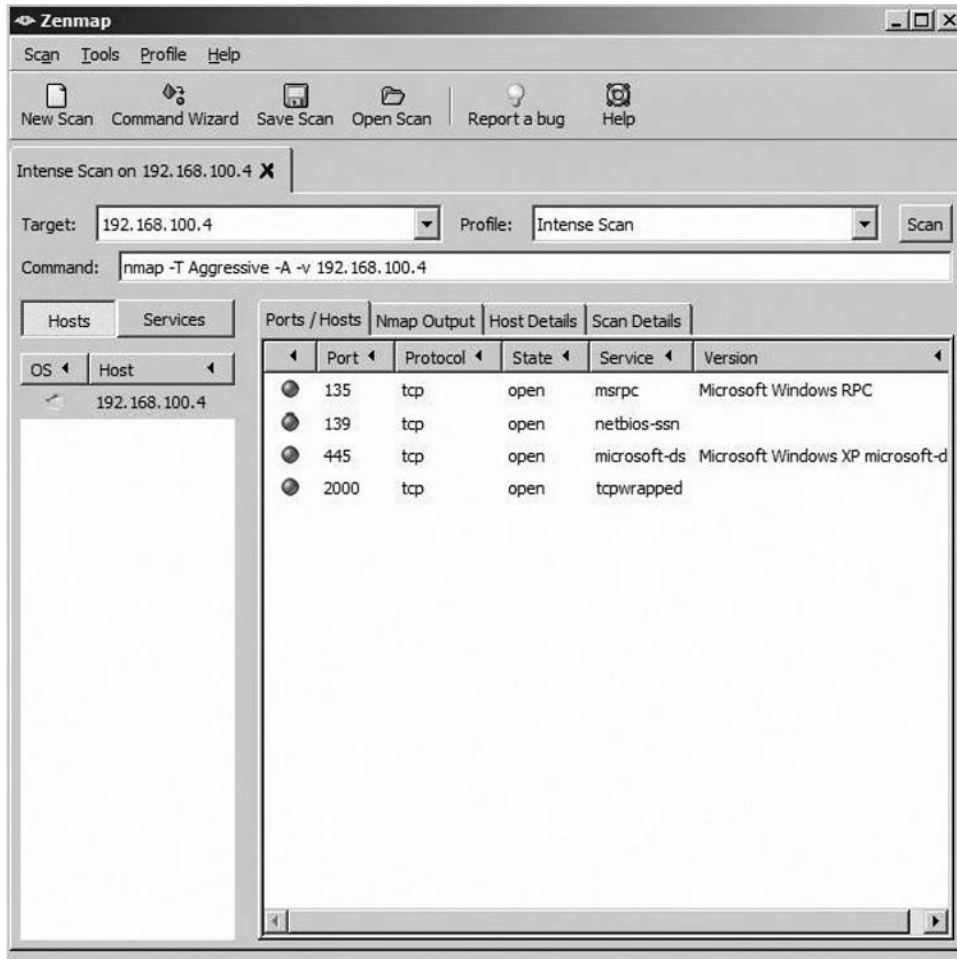 Zenmap
Scan Tools Profile Help
New Scan Command Wizard Save Scan Open Scan Report a bug Help
Intense Scan on 192.168.100.4
Target: 192.168.100.4 Profile: Intense Scan Scan
Command: nmap -T Aggressive -A -v 192.168.100.4
Hosts Services Ports / Hosts Nmap Output Host Details Scan Details
OS Host Port Protocol State Service Version
192.168.100.4
135 tcp open msrpc Microsoft Windows RPC
139 tcp open netbios-ssn
445 tcp open microsoft-ds Microsoft Windows XP microsoft-d
2000 tcp open tcpwrapped